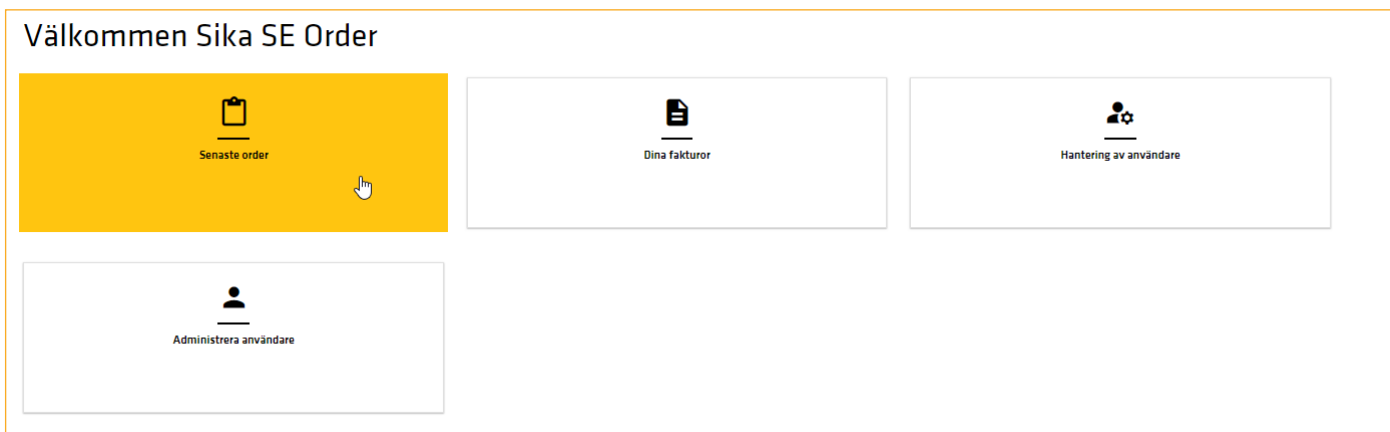 Välkommen Sika SE Order
Senaste order
Dina fakturor
Hantering av användare
Administrera användare